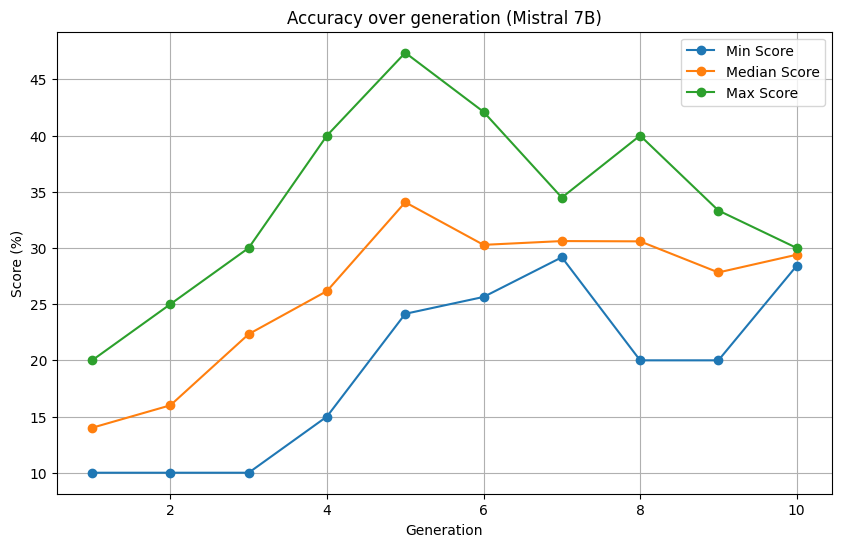 Accuracy over generation (Mistral 7B)
Min Score
Median Score
Max Score
45
40
35
30
25
20
15
10
Score (%)
2 4 6 8 10
Generation